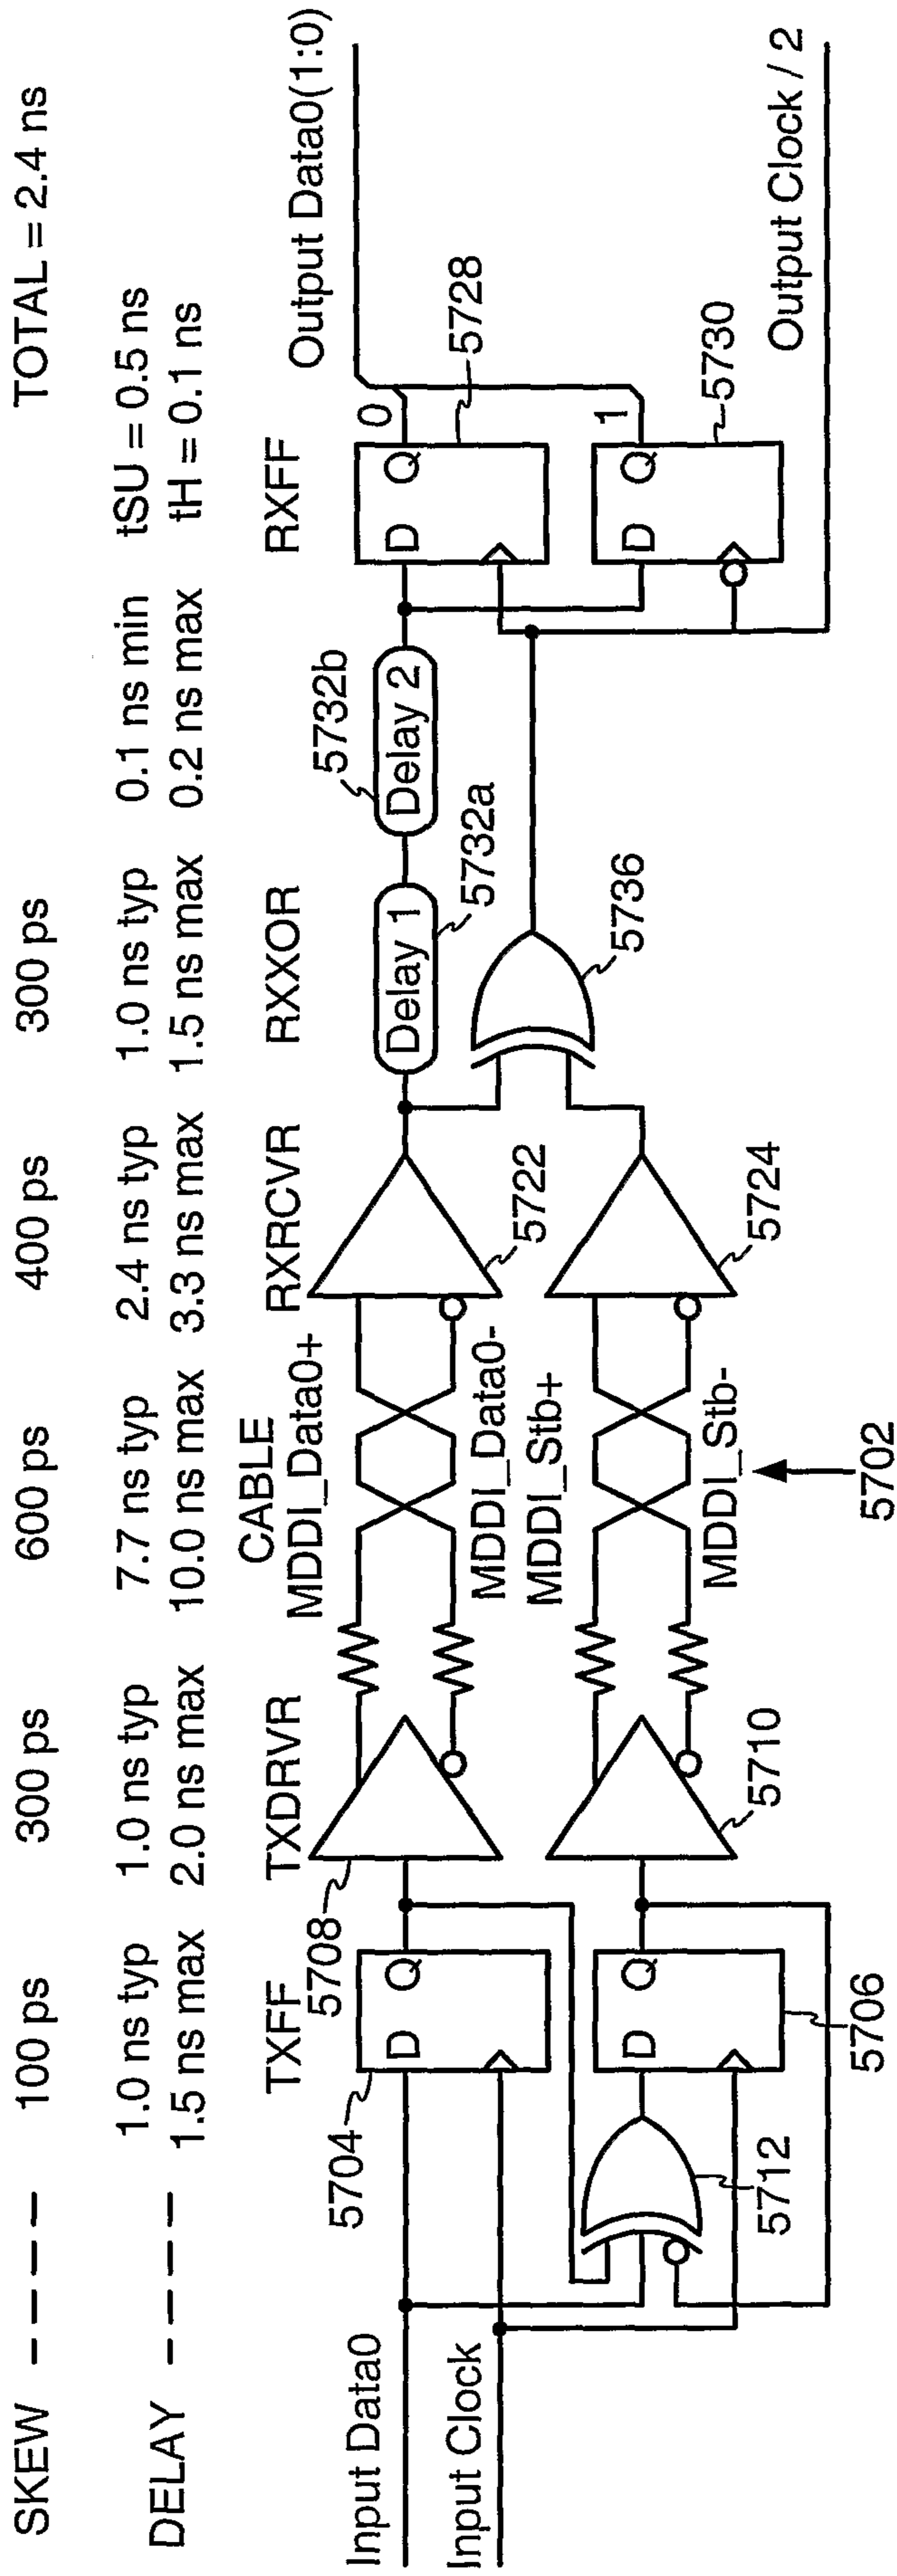 SKEW ---- 100 ps 300 ps 600 ps 400 ps 300 ps TOTAL = 2.4 ns
DELAY ---- 1.0 ns typ 1.0 ns typ 7.7 ns typ 2.4 ns typ 1.0 ns typ 0.1 ns min tSU = 0.5 ns
1.5 ns max 2.0 ns max 10.0 ns max 3.3 ns max 1.5 ns max 0.2 ns max tH = 0.1 ns
TXFF TXDRVR CABLE RXRCVR RXXOR RXFF
MDDI_Data0+
Output Data0(1:0)
5704
5708
5732b
Input Data0
D Q
Delay 1
Delay 2
D Q
0
5732a
5728
5722
MDDI_Data0-
Input Clock
MDDI_Stb+
5736
D Q
D Q
1
5712
5710
MDDI_Stb-
5724
5730
Output Clock / 2
5706
5702